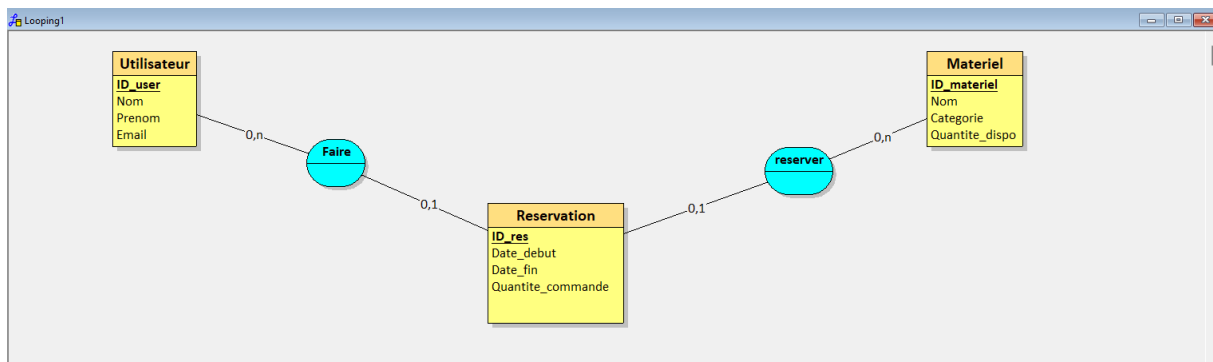 Looping1
Utilisateur
ID_user
Nom
Prenom
Email
0,n
Faire
0,1
Reservation
ID_res
Date_debut
Date_fin
Quantite_commande
0,1
reserver
0,n
Materiel
ID_materiel
Nom
Categorie
Quantite_dispo